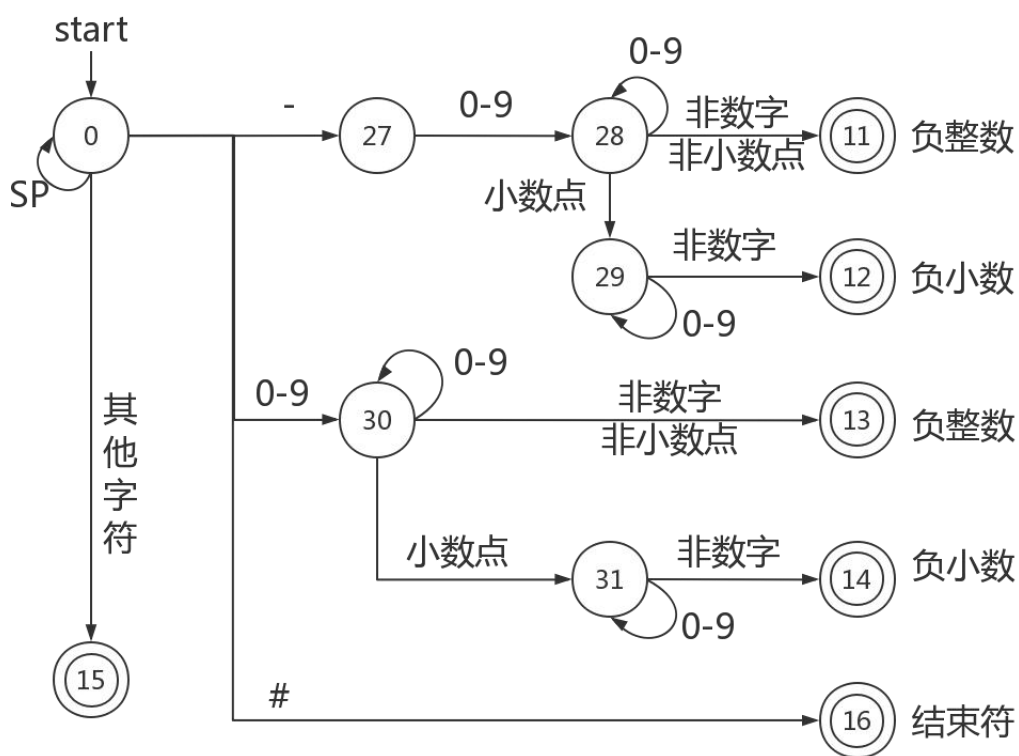 start
0
SP
-
27
0-9
28
0-9
非数字
非小数点
11
负整数
小数点
29
0-9
非数字
12
负小数
0-9
30
0-9
非数字
非小数点
13
负整数
小数点
31
0-9
非数字
14
负小数
其他字符
15
#
16
结束符